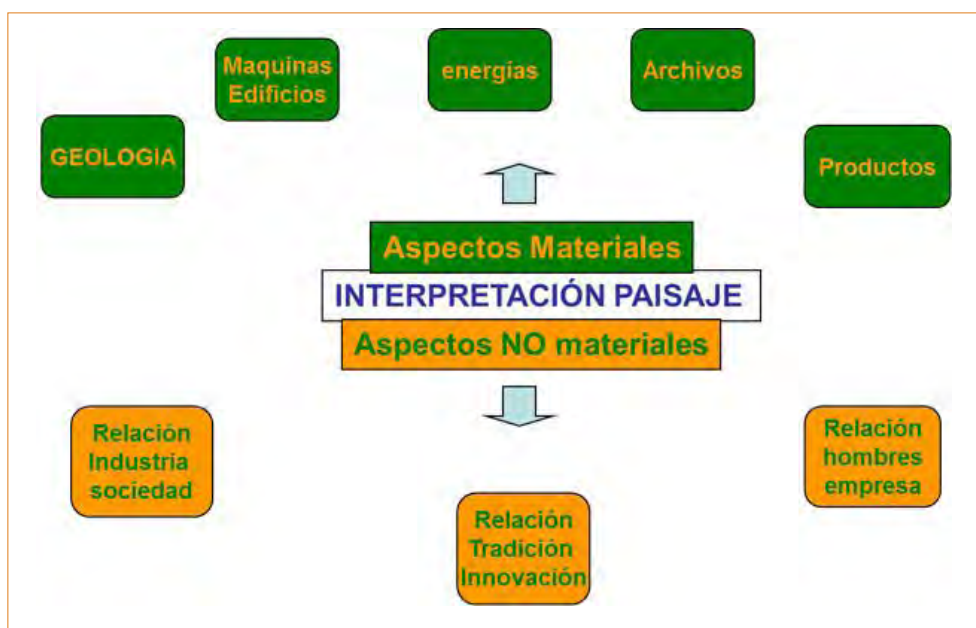 Maquinas
Edificios
energías
Archivos
GEOLOGIA
Productos
Aspectos Materiales
INTERPRETACIÓN PAISAJE
Aspectos NO materiales
Relación
Industria
sociedad
Relación
Tradición
Innovación
Relación
hombres
empresa